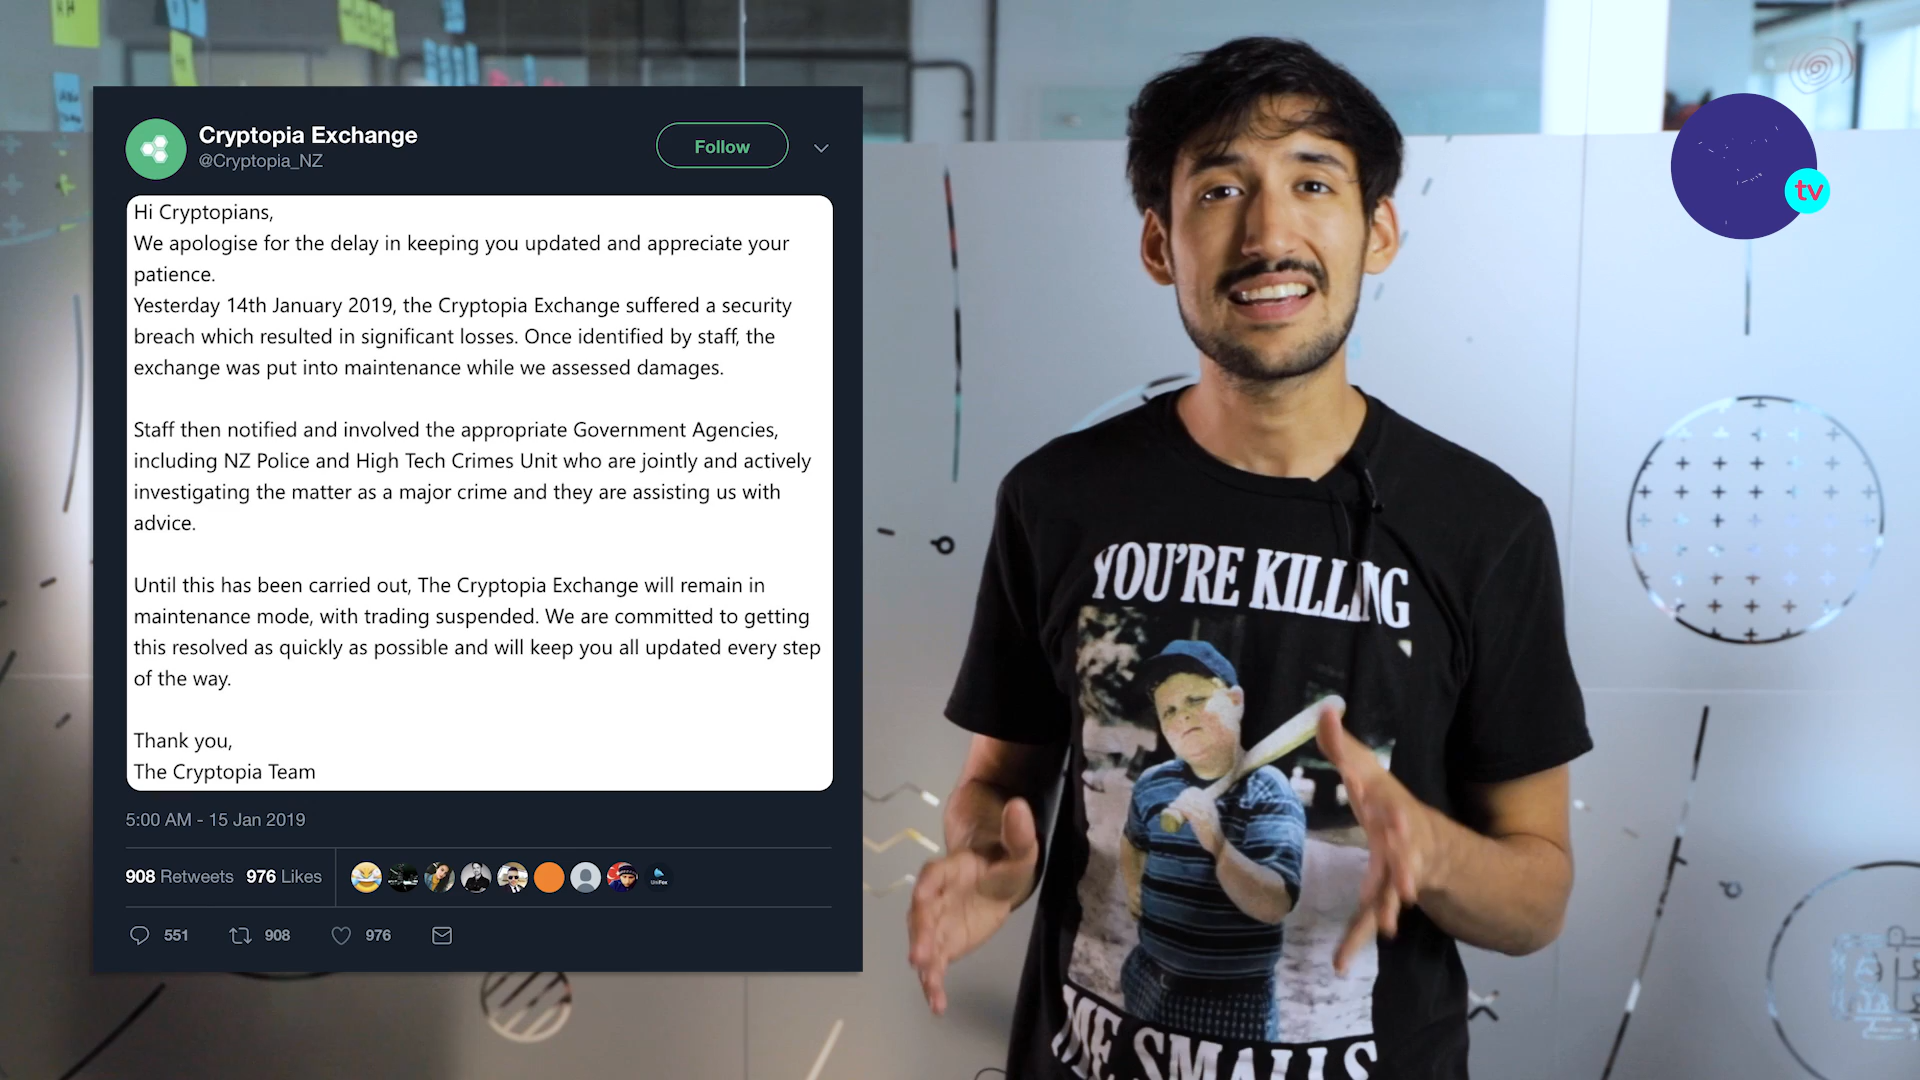 Cryptopia Exchange
@Cryptopia_NZ
Follow
Hi Cryptopians,
We apologise for the delay in keeping you updated and appreciate your
patience.
Yesterday 14th January 2019, the Cryptopia Exchange suffered a security
breach which resulted in significant losses. Once identified by staff, the
exchange was put into maintenance while we assessed damages.
Staff then notified and involved the appropriate Government Agencies,
including NZ Police and High Tech Crimes Unit who are jointly and actively
investigating the matter as a major crime and they are assisting us with
advice.
Until this has been carried out, The Cryptopia Exchange will remain in
maintenance mode, with trading suspended. We are committed to getting
this resolved as quickly as possible and will keep you all updated every step
of the way.
Thank you,
The Cryptopia Team
5:00 AM - 15 Jan 2019
908 Retweets 976 Likes
551 908 976
tv
YOU'RE KILLING
ME SMALLS